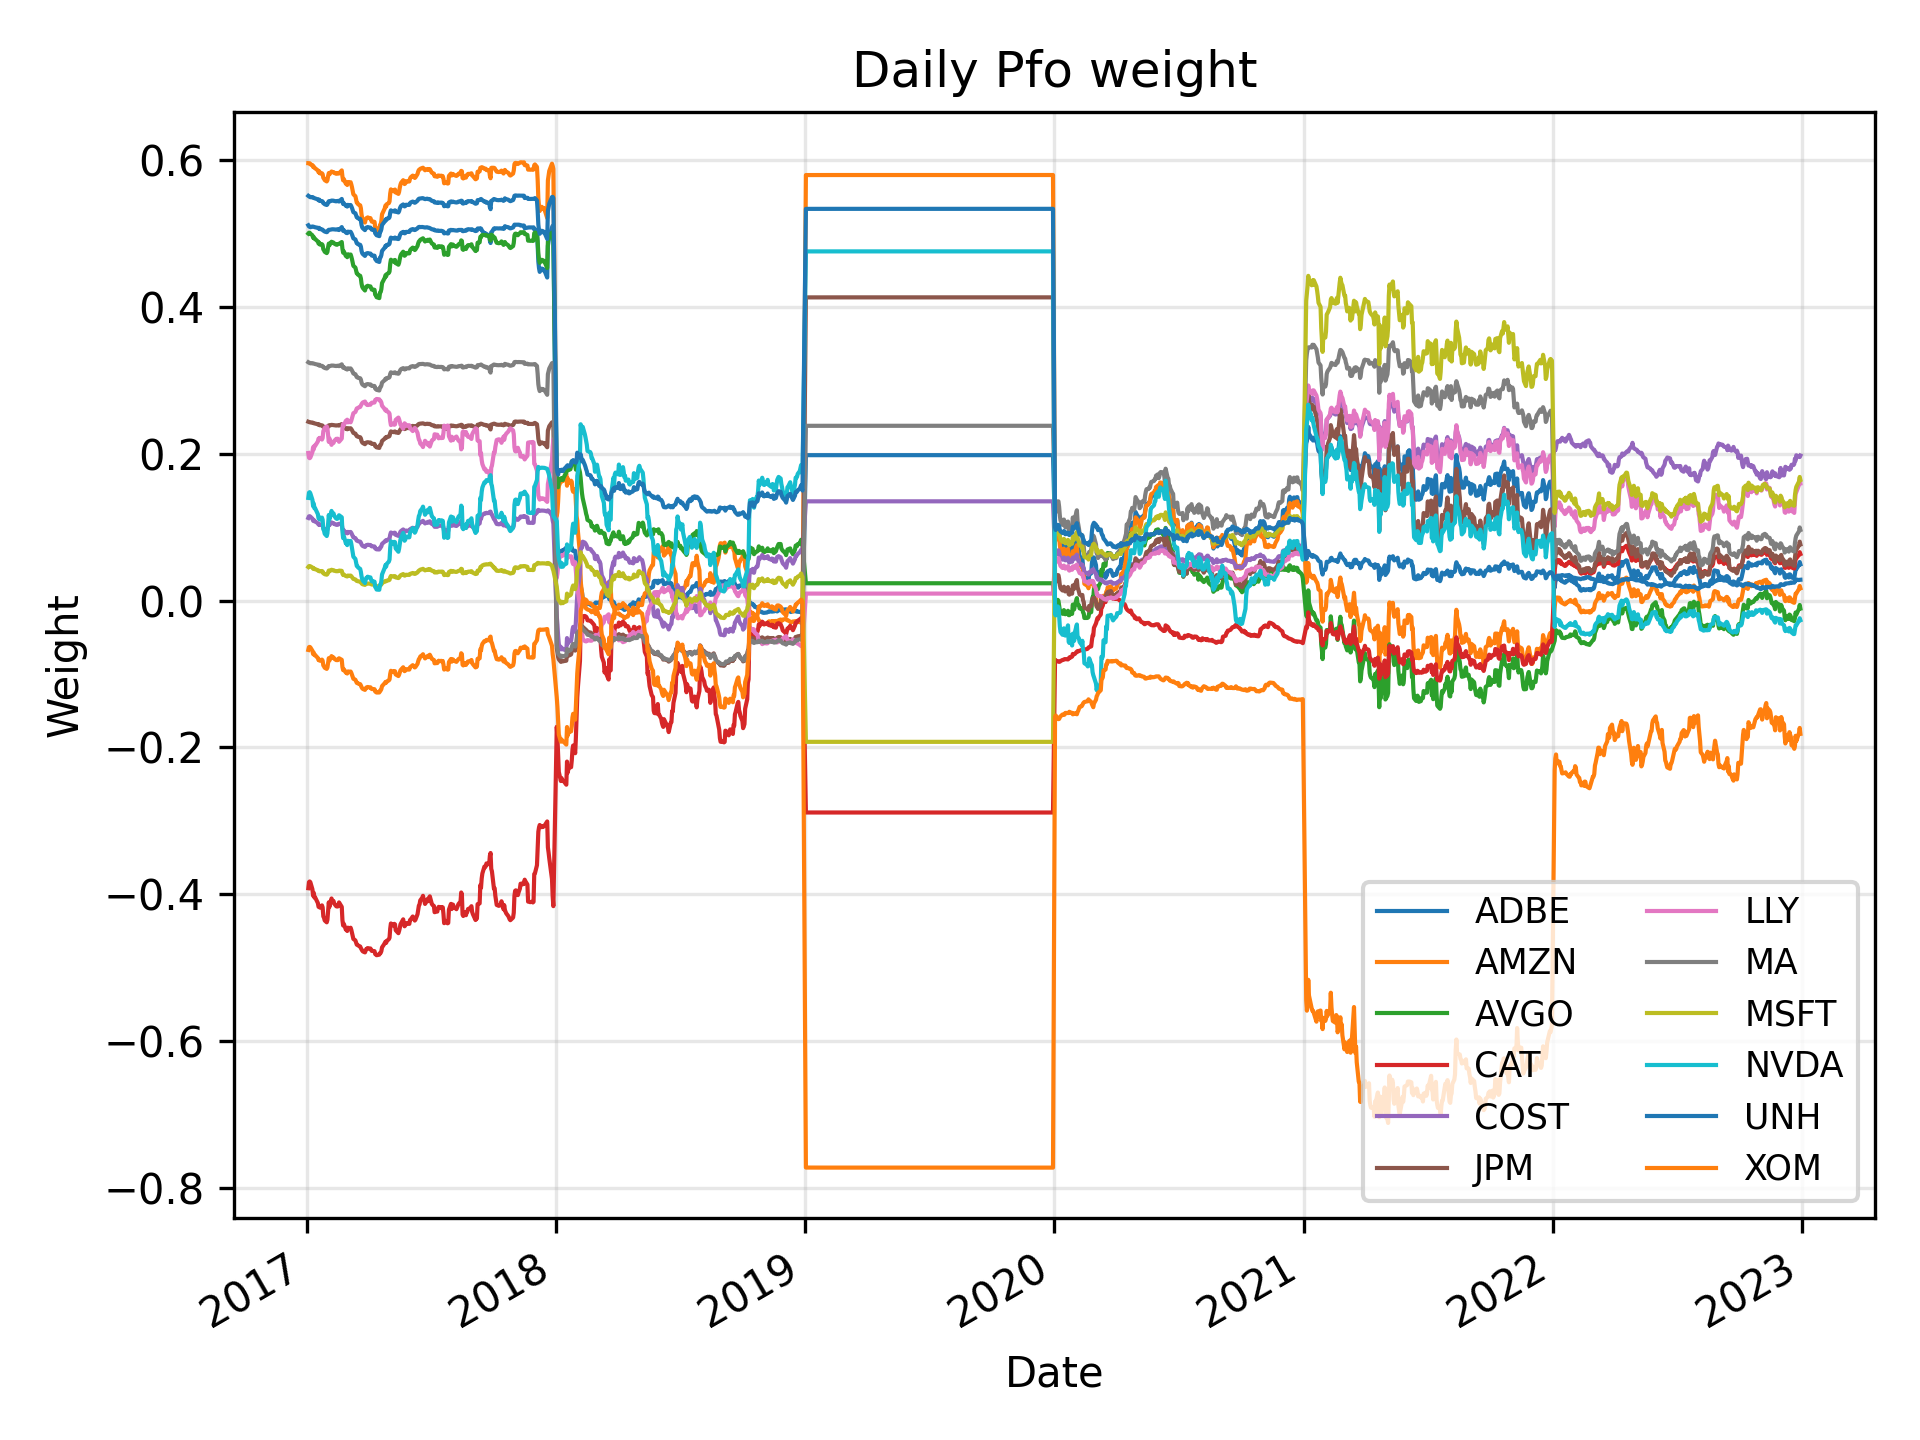 Daily Pfo weight
Weight
0.6
0.4
0.2
0.0
−0.2
−0.4
−0.6
−0.8
ADBE
AMZN
AVGO
CAT
COST
JPM
LLY
MA
MSFT
NVDA
UNH
XOM
2017
2018
2019
2020
2021
2022
2023
Date